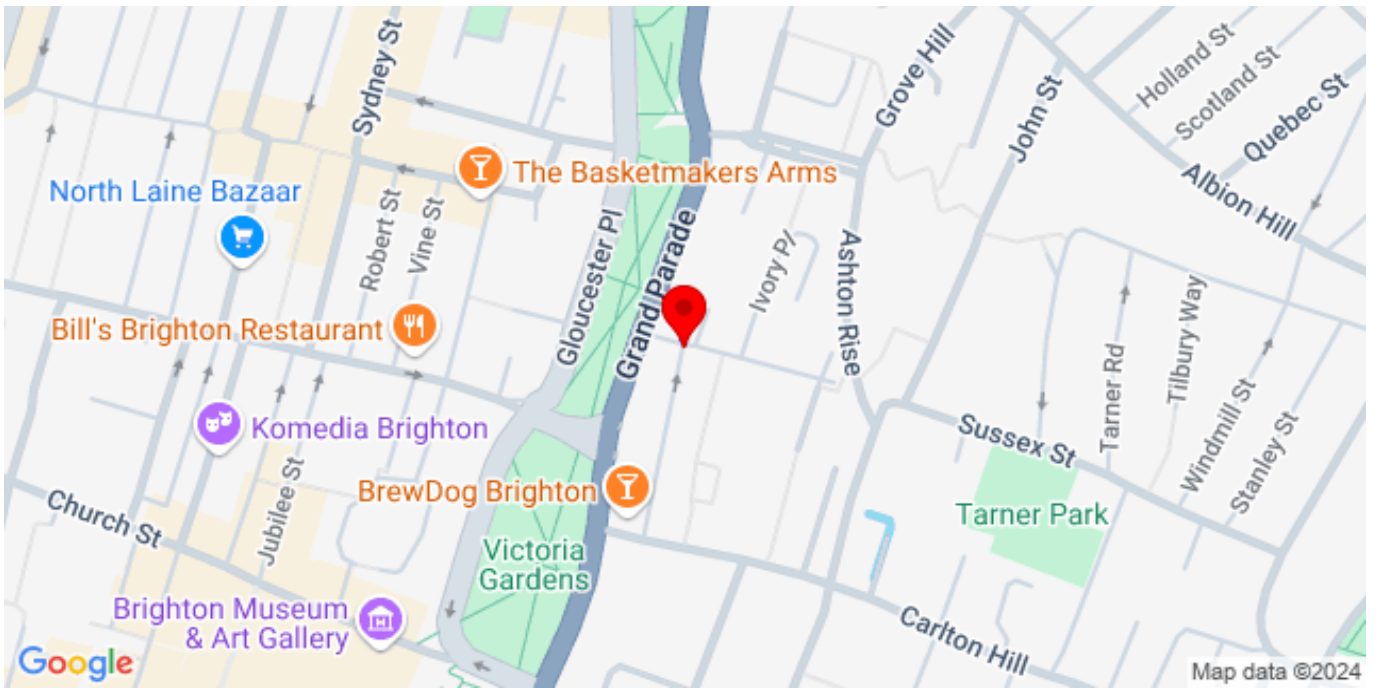 Sydney St
Grove Hill
John St
Holland St
Scotland St
Quebec St
The Basketmakers Arms
North Laine Bazaar
Robert St
Vine St
Gloucester Pl
Grand Parade
Ivory Pl
Ashton Rise
Albion Hill
Bill's Brighton Restaurant
Tarner Rd
Tilbury Way
Windmill St
Stanley St
Komedia Brighton
Sussex St
BrewDog Brighton
Tarner Park
Church St
Jubilee St
Victoria
Gardens
Brighton Museum
& Art Gallery
Carlton Hill
Google
Map data ©2024